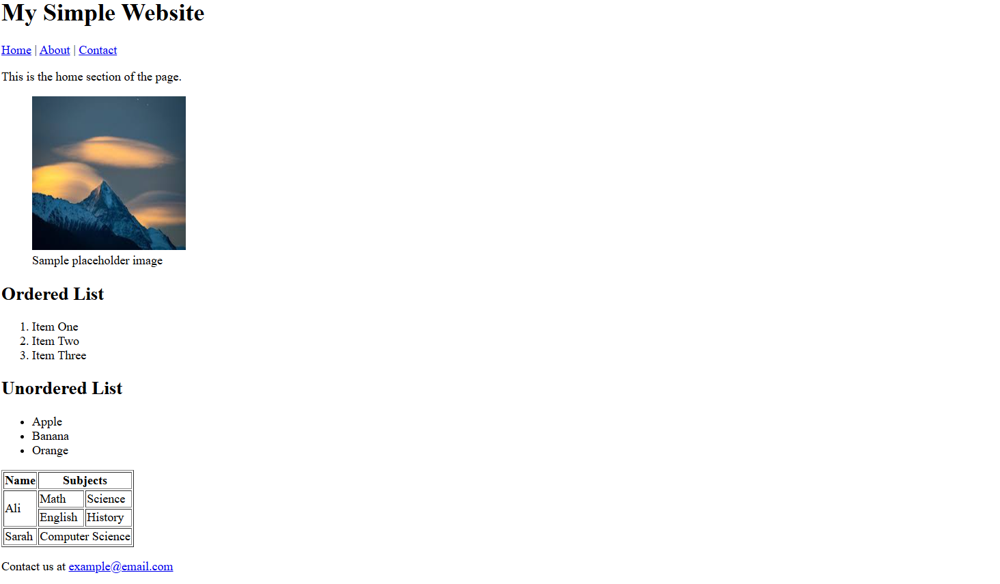 My Simple Website
Home | About | Contact
This is the home section of the page.
Sample placeholder image
Ordered List
1. Item One
2. Item Two
3. Item Three
Unordered List
• Apple
• Banana
• Orange
Name Subjects
Ali Math Science
English History
Sarah Computer Science
Contact us at example@email.com